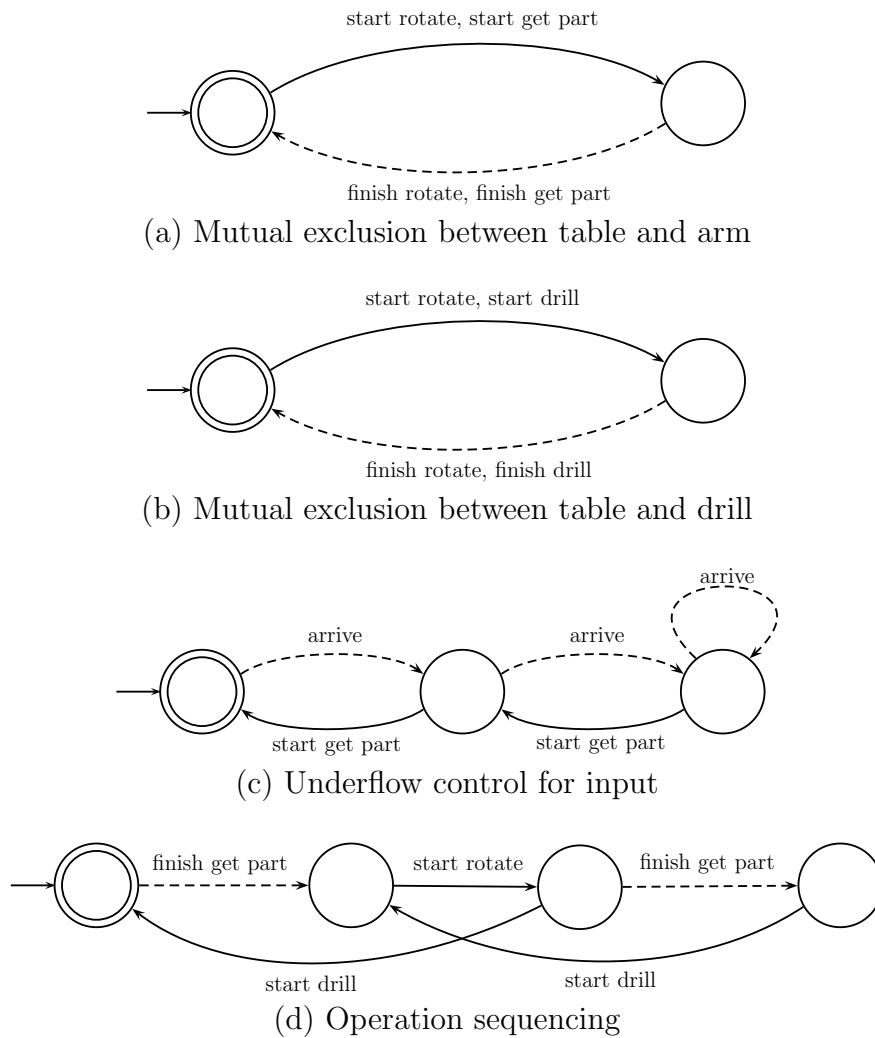 start rotate, start get part
finish rotate, finish get part
(a) Mutual exclusion between table and arm
start rotate, start drill
finish rotate, finish drill
(b) Mutual exclusion between table and drill
arrive
arrive
arrive
start get part
start get part
(c) Underflow control for input
finish get part
start rotate
finish get part
start drill
start drill
(d) Operation sequencing